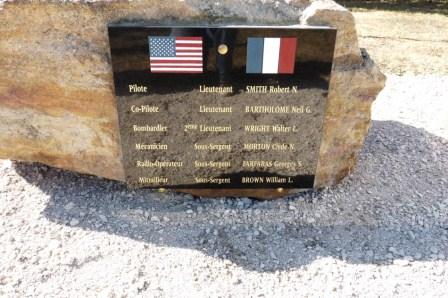 Pilote Lieutenant SMITH Robert N.
Co-Pilote Lieutenant BARTHOLOME Neil G.
Bombardier 2ème Lieutenant WRIGHT Walter L.
Mécanicien Sous-Sergent MORTON Clyde N.
Radio-Opérateur Sous-Sergent Georges S.
Mitrailleur Sous-Sergent BROWN William L.